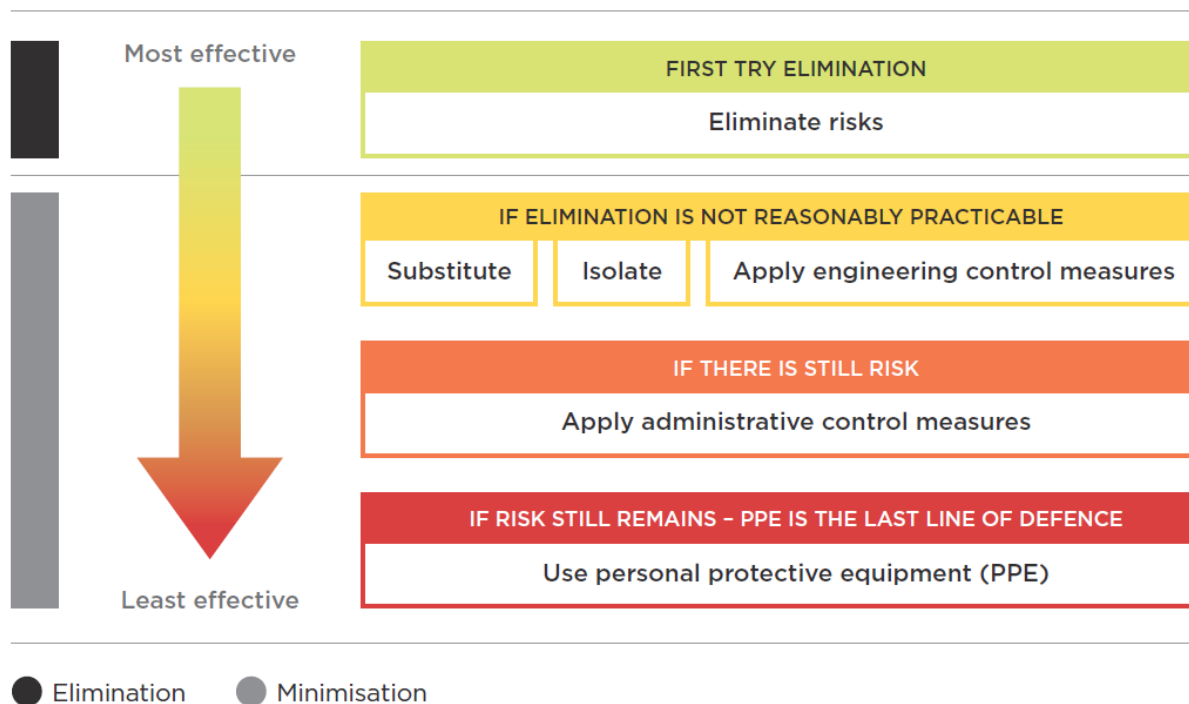 Most effective
FIRST TRY ELIMINATION
Eliminate risks
IF ELIMINATION IS NOT REASONABLY PRACTICABLE
Substitute
Isolate
Apply engineering control measures
IF THERE IS STILL RISK
Apply administrative control measures
IF RISK STILL REMAINS – PPE IS THE LAST LINE OF DEFENCE
Use personal protective equipment (PPE)
Least effective
Elimination
Minimisation